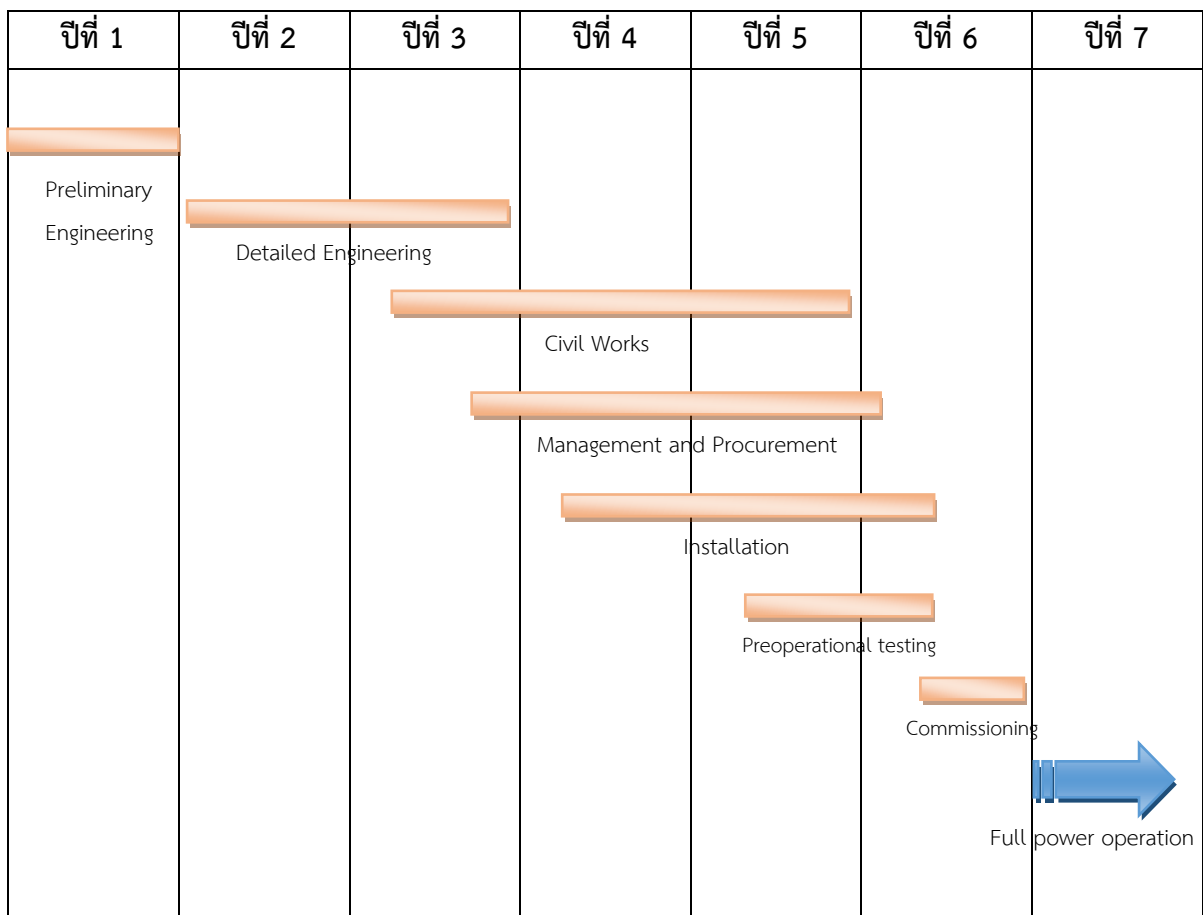 ปีที่ 1 ปีที่ 2 ปีที่ 3 ปีที่ 4 ปีที่ 5 ปีที่ 6 ปีที่ 7
Preliminary
Engineering
Detailed Engineering
Civil Works
Management and Procurement
Installation
Preoperational testing
Commissioning
Full power operation